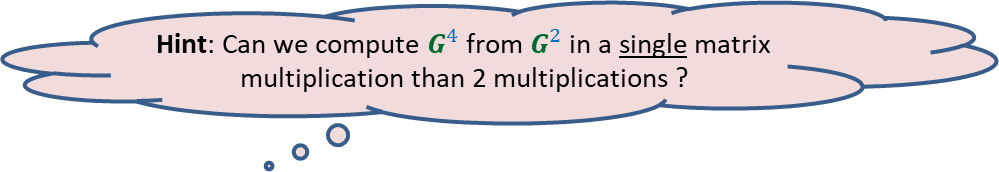 Hint: Can we compute G⁴ from G² in a single matrix
multiplication than 2 multiplications ?